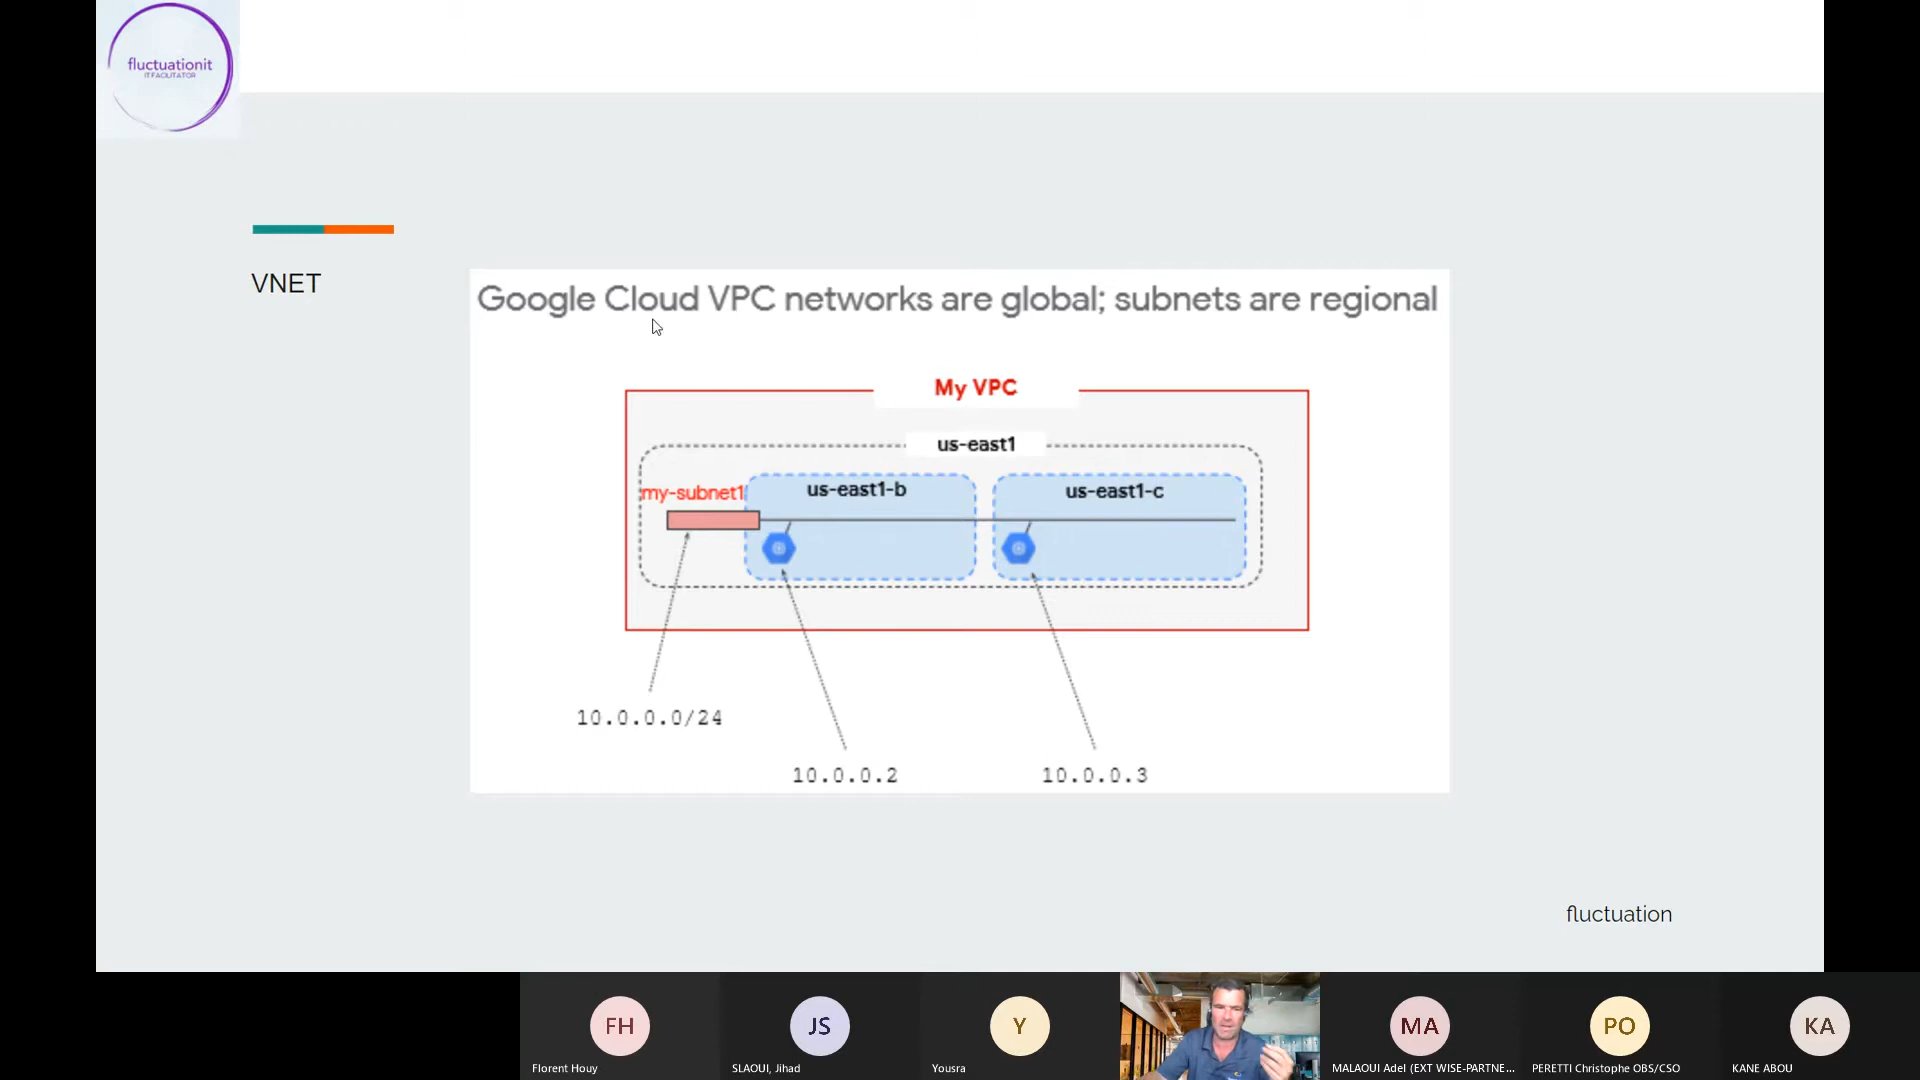 fluctuationit
IT FACILITATOR
VNET
Google Cloud VPC networks are global; subnets are regional
My VPC
us-east1
my-subnet1
us-east1-b
us-east1-c
10.0.0.0/24
10.0.0.2
10.0.0.3
fluctuation
FH
JS
Y
MA
PO
KA
Florent Houy
SLAOUI, Jihad
Yousra
MALAOUI Adel (EXT WISE-PARTNE...
PERETTI Christophe OBS/CSO
KANE ABOU